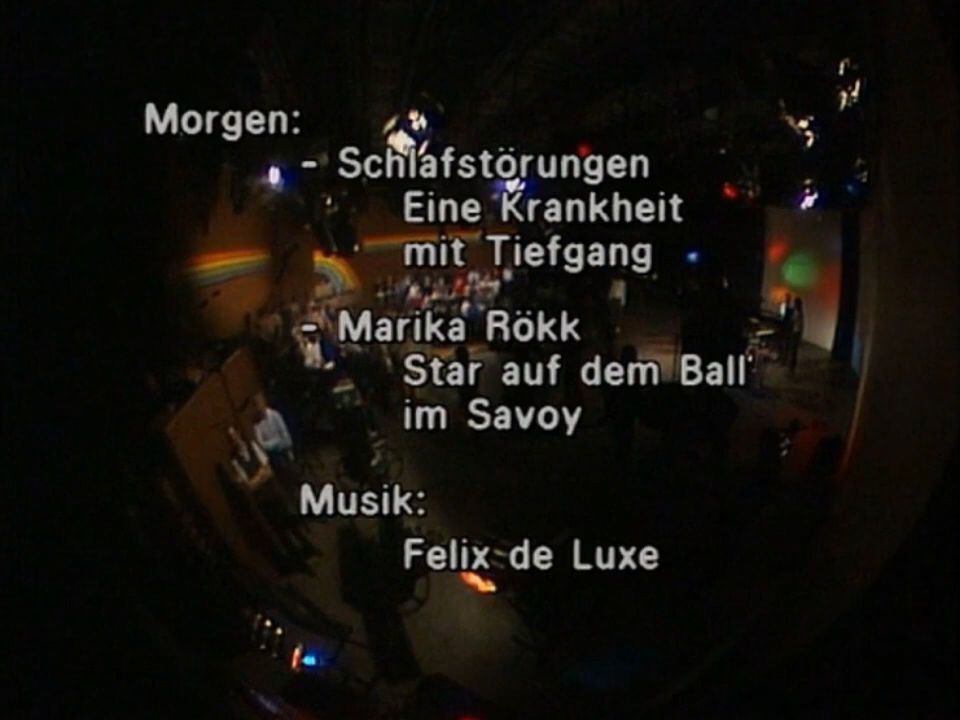 Morgen:
- Schlafstörungen
Eine Krankheit
mit Tiefgang
- Marika Rökk
Star auf dem Ball
im Savoy
Musik:
Felix de Luxe